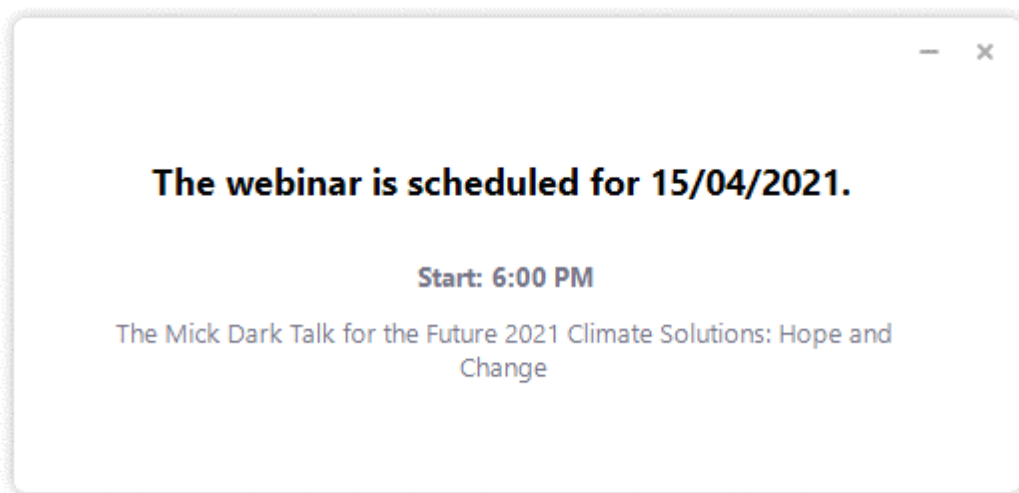 The webinar is scheduled for 15/04/2021.
Start: 6:00 PM
The Mick Dark Talk for the Future 2021 Climate Solutions: Hope and
Change